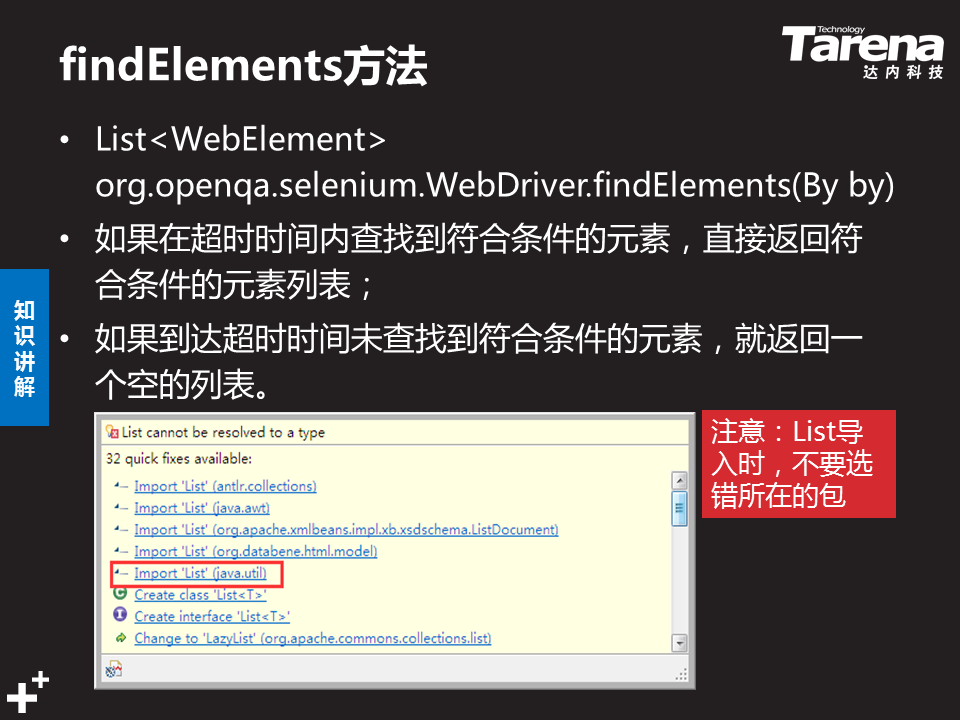 findElements方法
Technology
Tarena
达内科技
• List<WebElement>
org.openqa.selenium.WebDriver.findElements(By by)
• 如果在超时时间内查找到符合条件的元素，直接返回符
合条件的元素列表；
• 如果到达超时时间未查找到符合条件的元素，就返回一
个空的列表。
知
识
讲
解
List cannot be resolved to a type
32 quick fixes available:
Import 'List' (antlr.collections)
Import 'List' (java.awt)
Import 'List' (org.apache.xmlbeans.impl.xb.xsdschema.ListDocument)
Import 'List' (org.databene.html.model)
Import 'List' (java.util)
Create class 'List<T>'
Create interface 'List<T>'
Change to 'LazyList' (org.apache.commons.collections.list)
注意：List导
入时，不要选
错所在的包